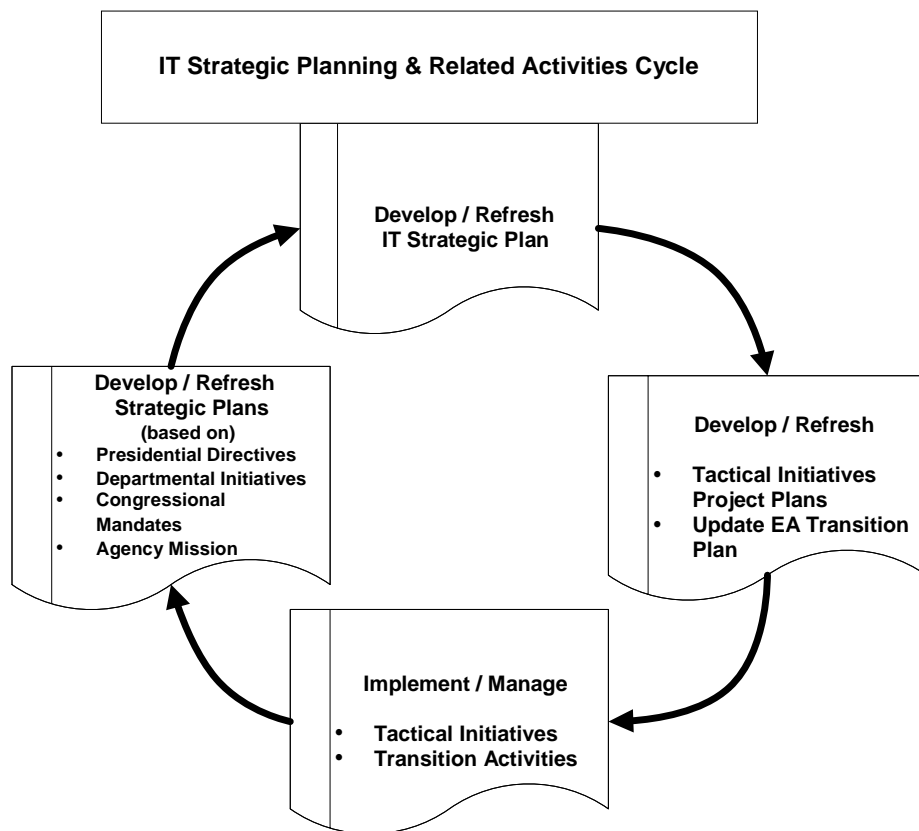 IT Strategic Planning & Related Activities Cycle
Develop / Refresh
IT Strategic Plan
Develop / Refresh
Strategic Plans
(based on)
• Presidential Directives
• Departmental Initiatives
• Congressional
Mandates
• Agency Mission
Develop / Refresh
• Tactical Initiatives
Project Plans
• Update EA Transition
Plan
Implement / Manage
• Tactical Initiatives
• Transition Activities